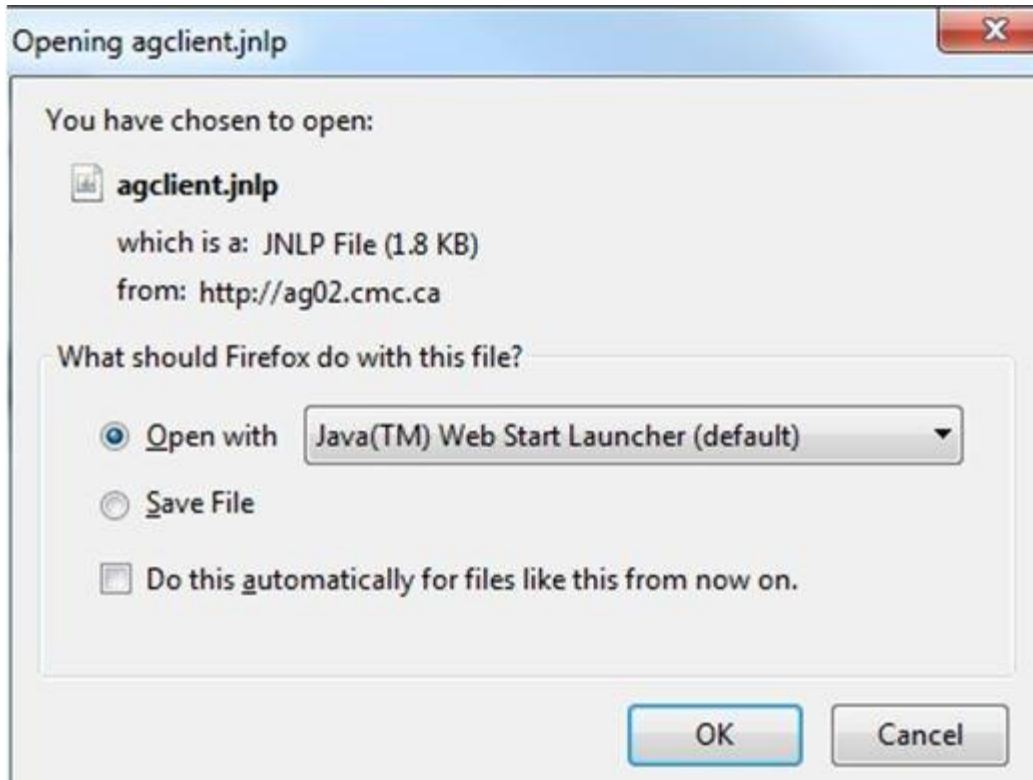 Opening agclient.jnlp
You have chosen to open:
agclient.jnlp
which is a: JNLP File (1.8 KB)
from: http://ag02.cmc.ca
What should Firefox do with this file?
Open with Java(TM) Web Start Launcher (default)
Save File
Do this automatically for files like this from now on.
OK Cancel